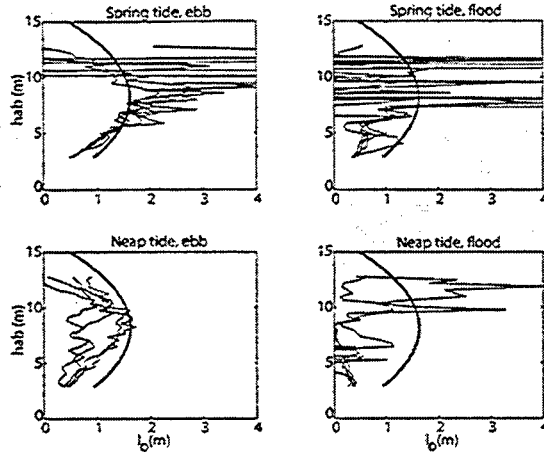 Spring tide, ebb
15
10
5
0
hab (m)
0 1 2 3 4
Spring tide, flood
15
10
5
0
0 1 2 3 4
Neap tide, ebb
15
10
5
0
hab (m)
0 1 2 3 4
l₀(m)
Neap tide, flood
15
10
5
0
0 1 2 3 4
l₀(m)